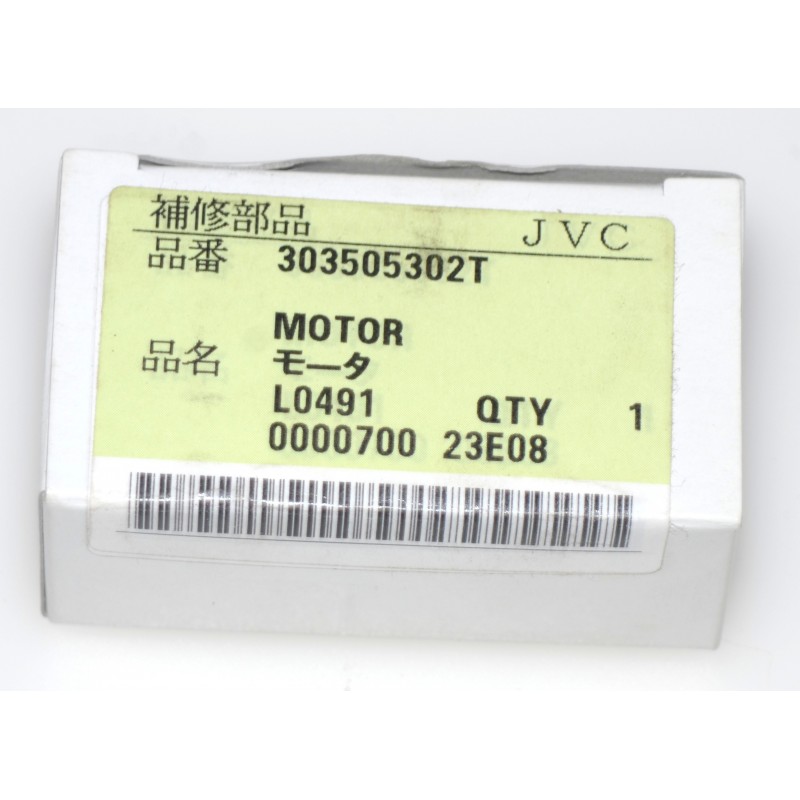 補修部品 JVC
品番 303505302T
MOTOR
品名 モータ
L0491 QTY 1
0000700 23E08